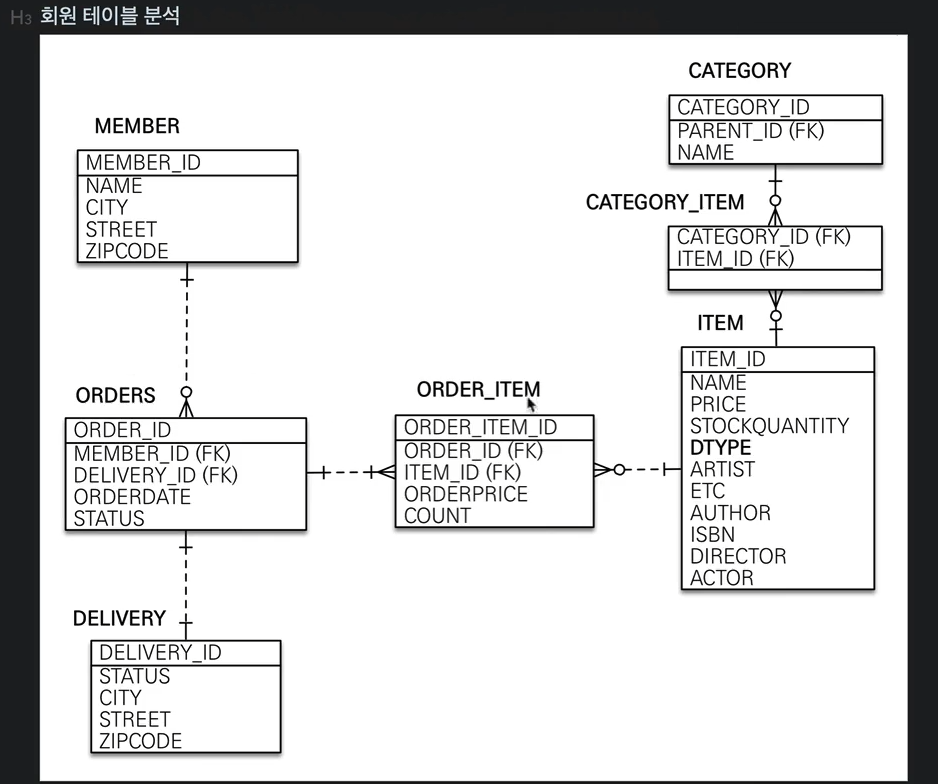 H3 회원 테이블 분석
CATEGORY
CATEGORY_ID
PARENT_ID (FK)
NAME
MEMBER
MEMBER_ID
NAME
CITY
STREET
ZIPCODE
CATEGORY_ITEM
CATEGORY_ID (FK)
ITEM_ID (FK)
ITEM
ITEM_ID
NAME
PRICE
STOCKQUANTITY
DTYPE
ARTIST
ETC
AUTHOR
ISBN
DIRECTOR
ACTOR
ORDERS
ORDER_ID
MEMBER_ID (FK)
DELIVERY_ID (FK)
ORDERDATE
STATUS
ORDER_ITEM
ORDER_ITEM_ID
ORDER_ID (FK)
ITEM_ID (FK)
ORDERPRICE
COUNT
DELIVERY
DELIVERY_ID
STATUS
CITY
STREET
ZIPCODE